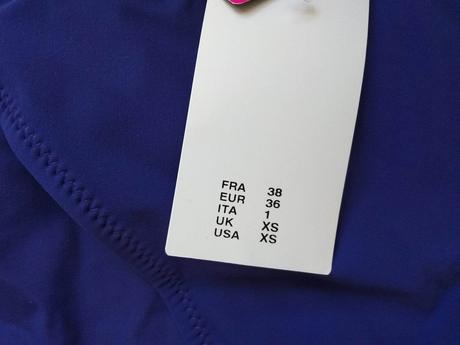 FRA 38
EUR 36
ITA 1
UK XS
USA XS